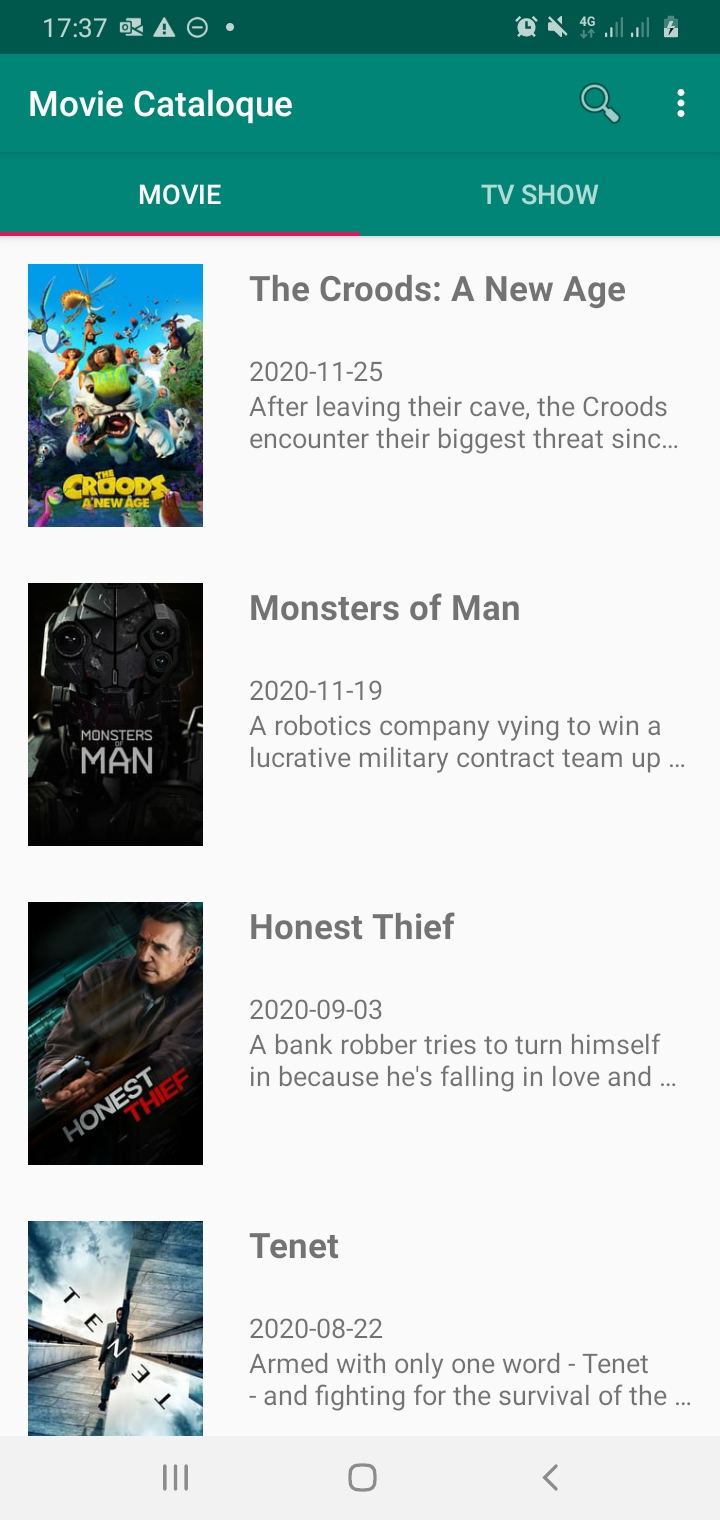 17:37
4G
Movie Cataloque
MOVIE
TV SHOW
THE
CROODS
A NEW AGE
The Croods: A New Age
2020-11-25
After leaving their cave, the Croods
encounter their biggest threat sinc...
MONSTERS
OF
MAN
Monsters of Man
2020-11-19
A robotics company vying to win a
lucrative military contract team up ...
HONEST
THIEF
Honest Thief
2020-09-03
A bank robber tries to turn himself
in because he's falling in love and ...
TENET
Tenet
2020-08-22
Armed with only one word - Tenet
- and fighting for the survival of the ...